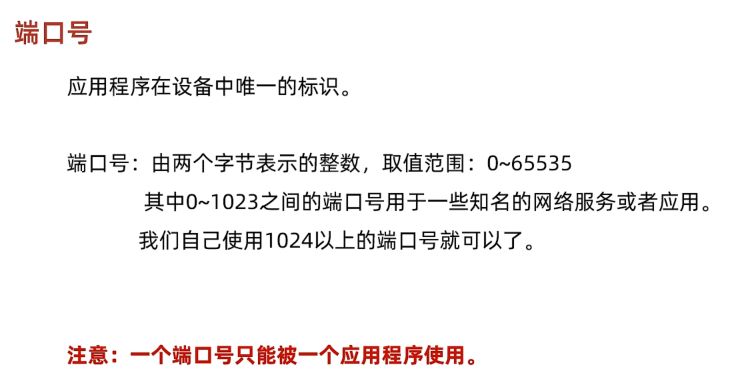 端口号
应用程序在设备中唯一的标识。
端口号：由两个字节表示的整数，取值范围：0~65535
其中0~1023之间的端口号用于一些知名的网络服务或者应用。
我们自己使用1024以上的端口号就可以了。
注意：一个端口号只能被一个应用程序使用。